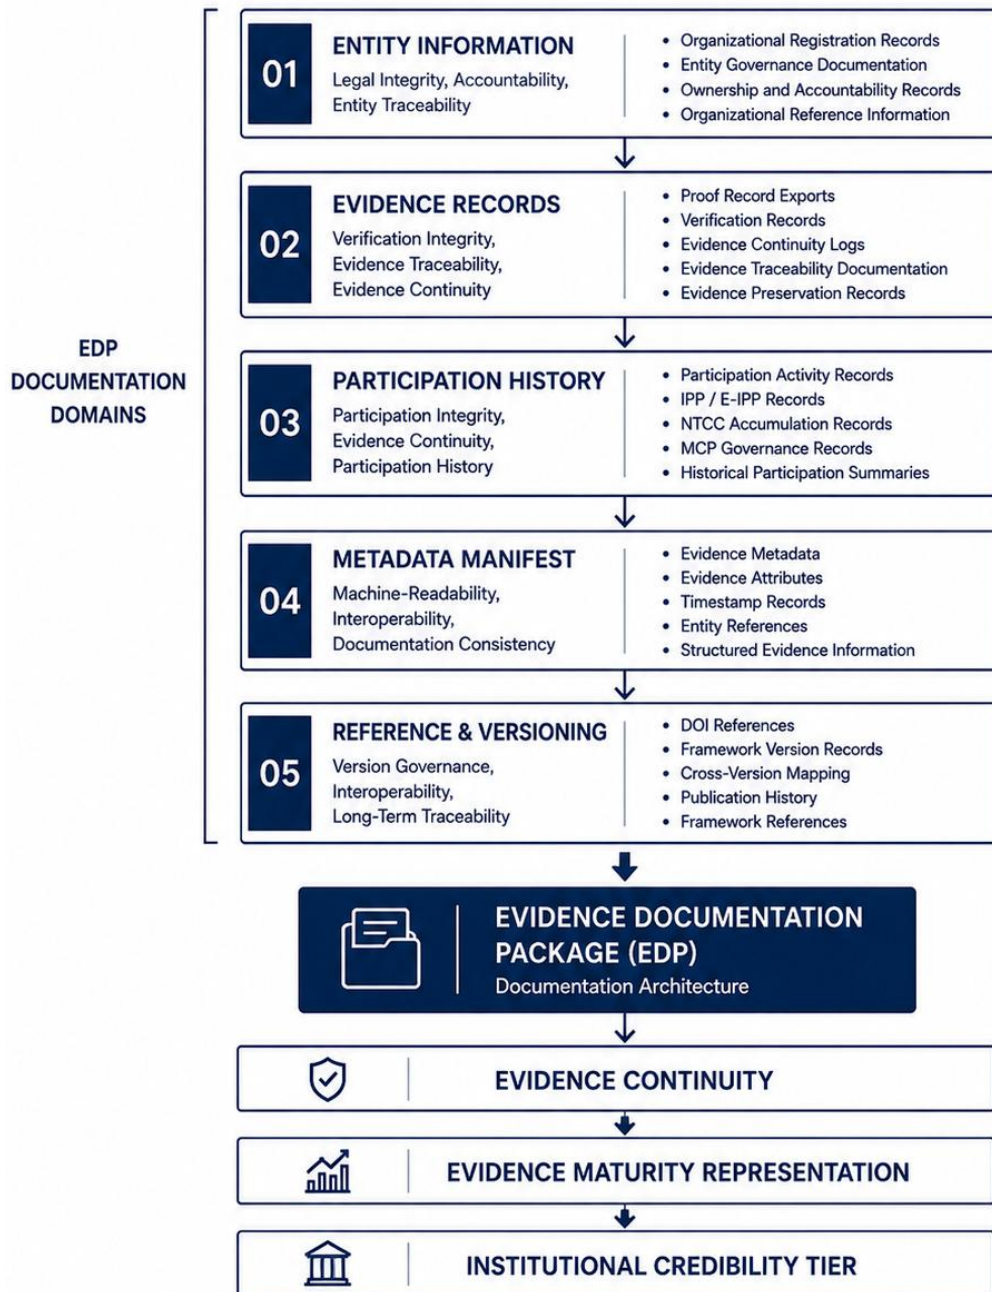 EDP
DOCUMENTATION
DOMAINS
01
ENTITY INFORMATION
Legal Integrity, Accountability,
Entity Traceability
• Organizational Registration Records
• Entity Governance Documentation
• Ownership and Accountability Records
• Organizational Reference Information
02
EVIDENCE RECORDS
Verification Integrity,
Evidence Traceability,
Evidence Continuity
• Proof Record Exports
• Verification Records
• Evidence Continuity Logs
• Evidence Traceability Documentation
• Evidence Preservation Records
03
PARTICIPATION HISTORY
Participation Integrity,
Evidence Continuity,
Participation History
• Participation Activity Records
• IPP / E-IPP Records
• NTCC Accumulation Records
• MCP Governance Records
• Historical Participation Summaries
04
METADATA MANIFEST
Machine-Readability,
Interoperability,
Documentation Consistency
• Evidence Metadata
• Evidence Attributes
• Timestamp Records
• Entity References
• Structured Evidence Information
05
REFERENCE & VERSIONING
Version Governance,
Interoperability,
Long-Term Traceability
• DOI References
• Framework Version Records
• Cross-Version Mapping
• Publication History
• Framework References
EVIDENCE DOCUMENTATION
PACKAGE (EDP)
Documentation Architecture
EVIDENCE CONTINUITY
EVIDENCE MATURITY REPRESENTATION
INSTITUTIONAL CREDIBILITY TIER